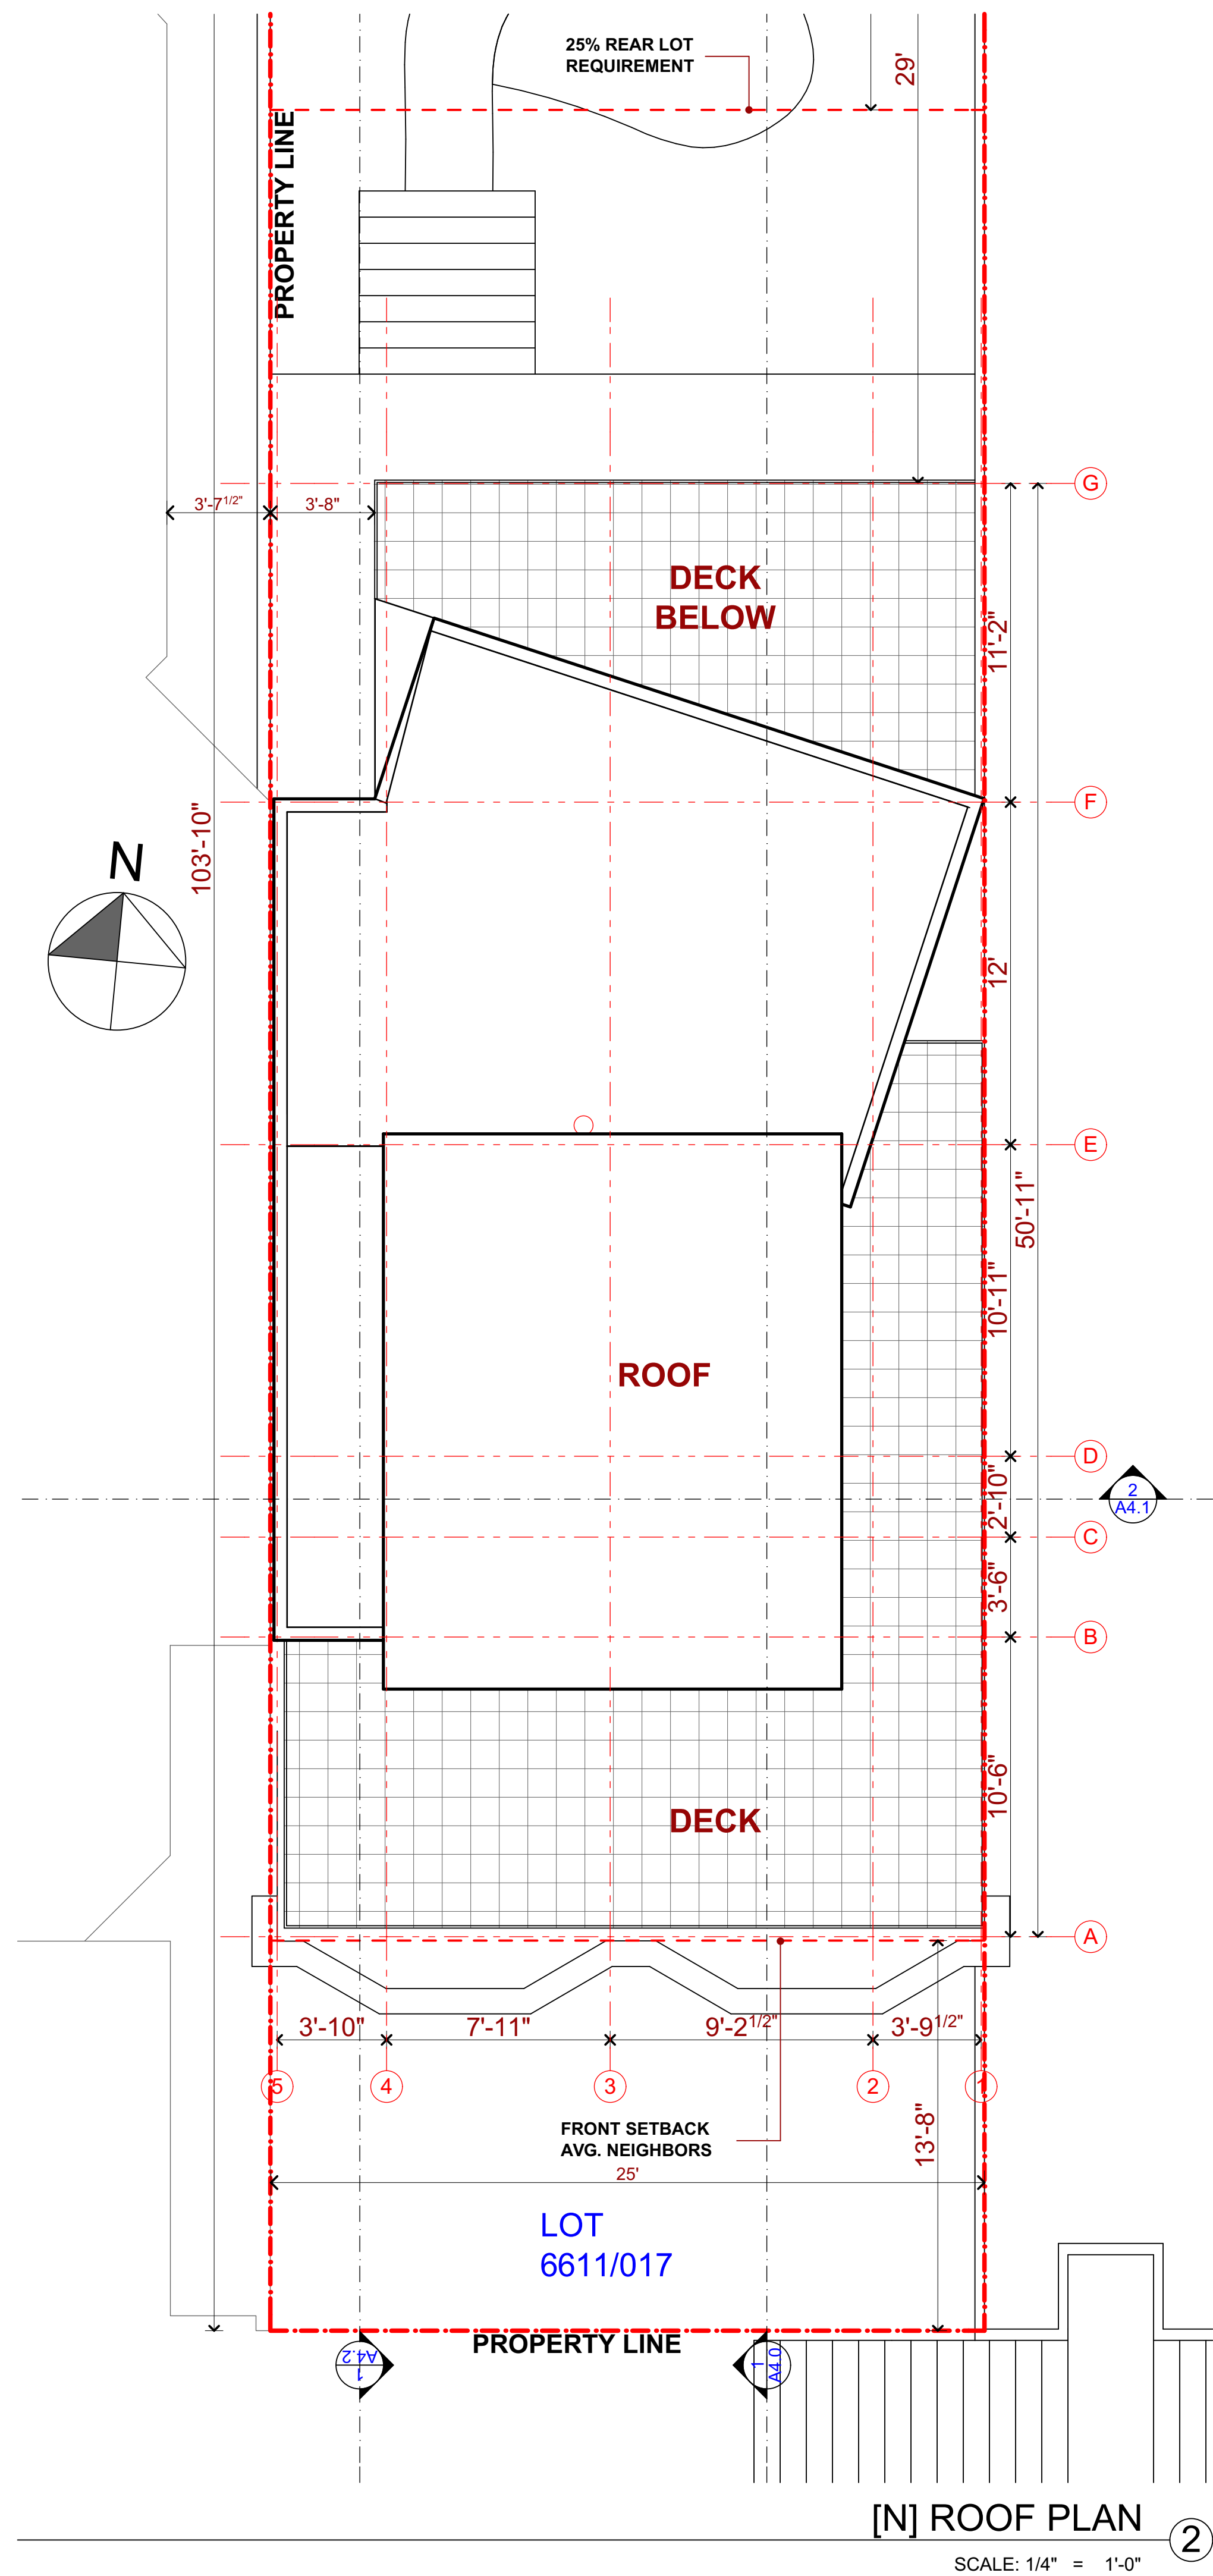 25% REAR LOT
REQUIREMENT
29'
PROPERTY LINE
G
3'-7 1/2"
3'-8"
DECK
BELOW
11'-2"
F
103'-10"
N
12'
E
50'-11"
10'-11"
ROOF
D
2'-10"
2
A4.1
C
3'-6"
B
10'-6"
DECK
A
3'-10"
7'-11"
9'-2 1/2"
3'-9 1/2"
5
4
3
2
1
13'-8"
FRONT SETBACK
AVG. NEIGHBORS
25'
LOT
6611/017
PROPERTY LINE
1
A4.2
1
A4.0
[N] ROOF PLAN
2
SCALE: 1/4" = 1'-0"